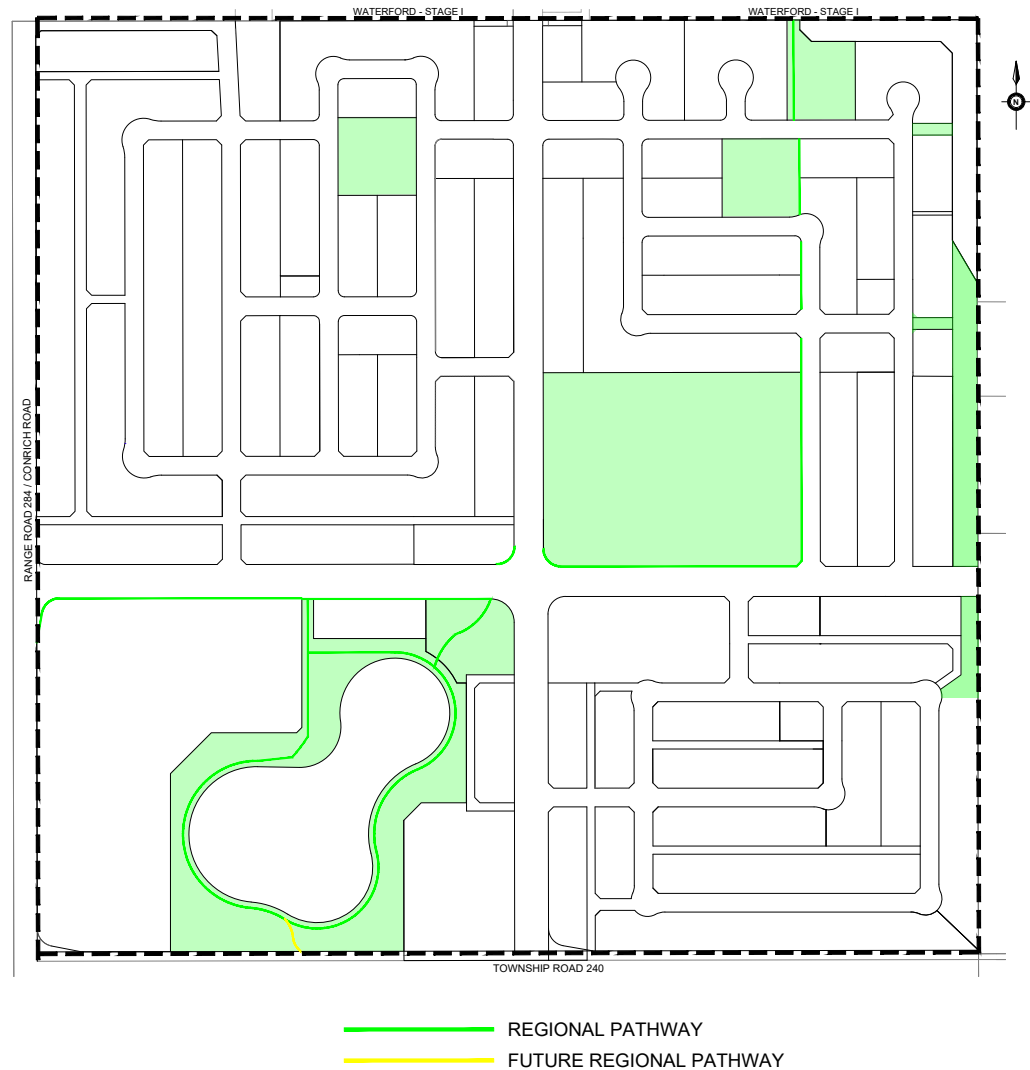 WATERFORD - STAGE I
WATERFORD - STAGE I
N
RANGE ROAD 284 / CONRICH ROAD
TOWNSHIP ROAD 240
REGIONAL PATHWAY
FUTURE REGIONAL PATHWAY